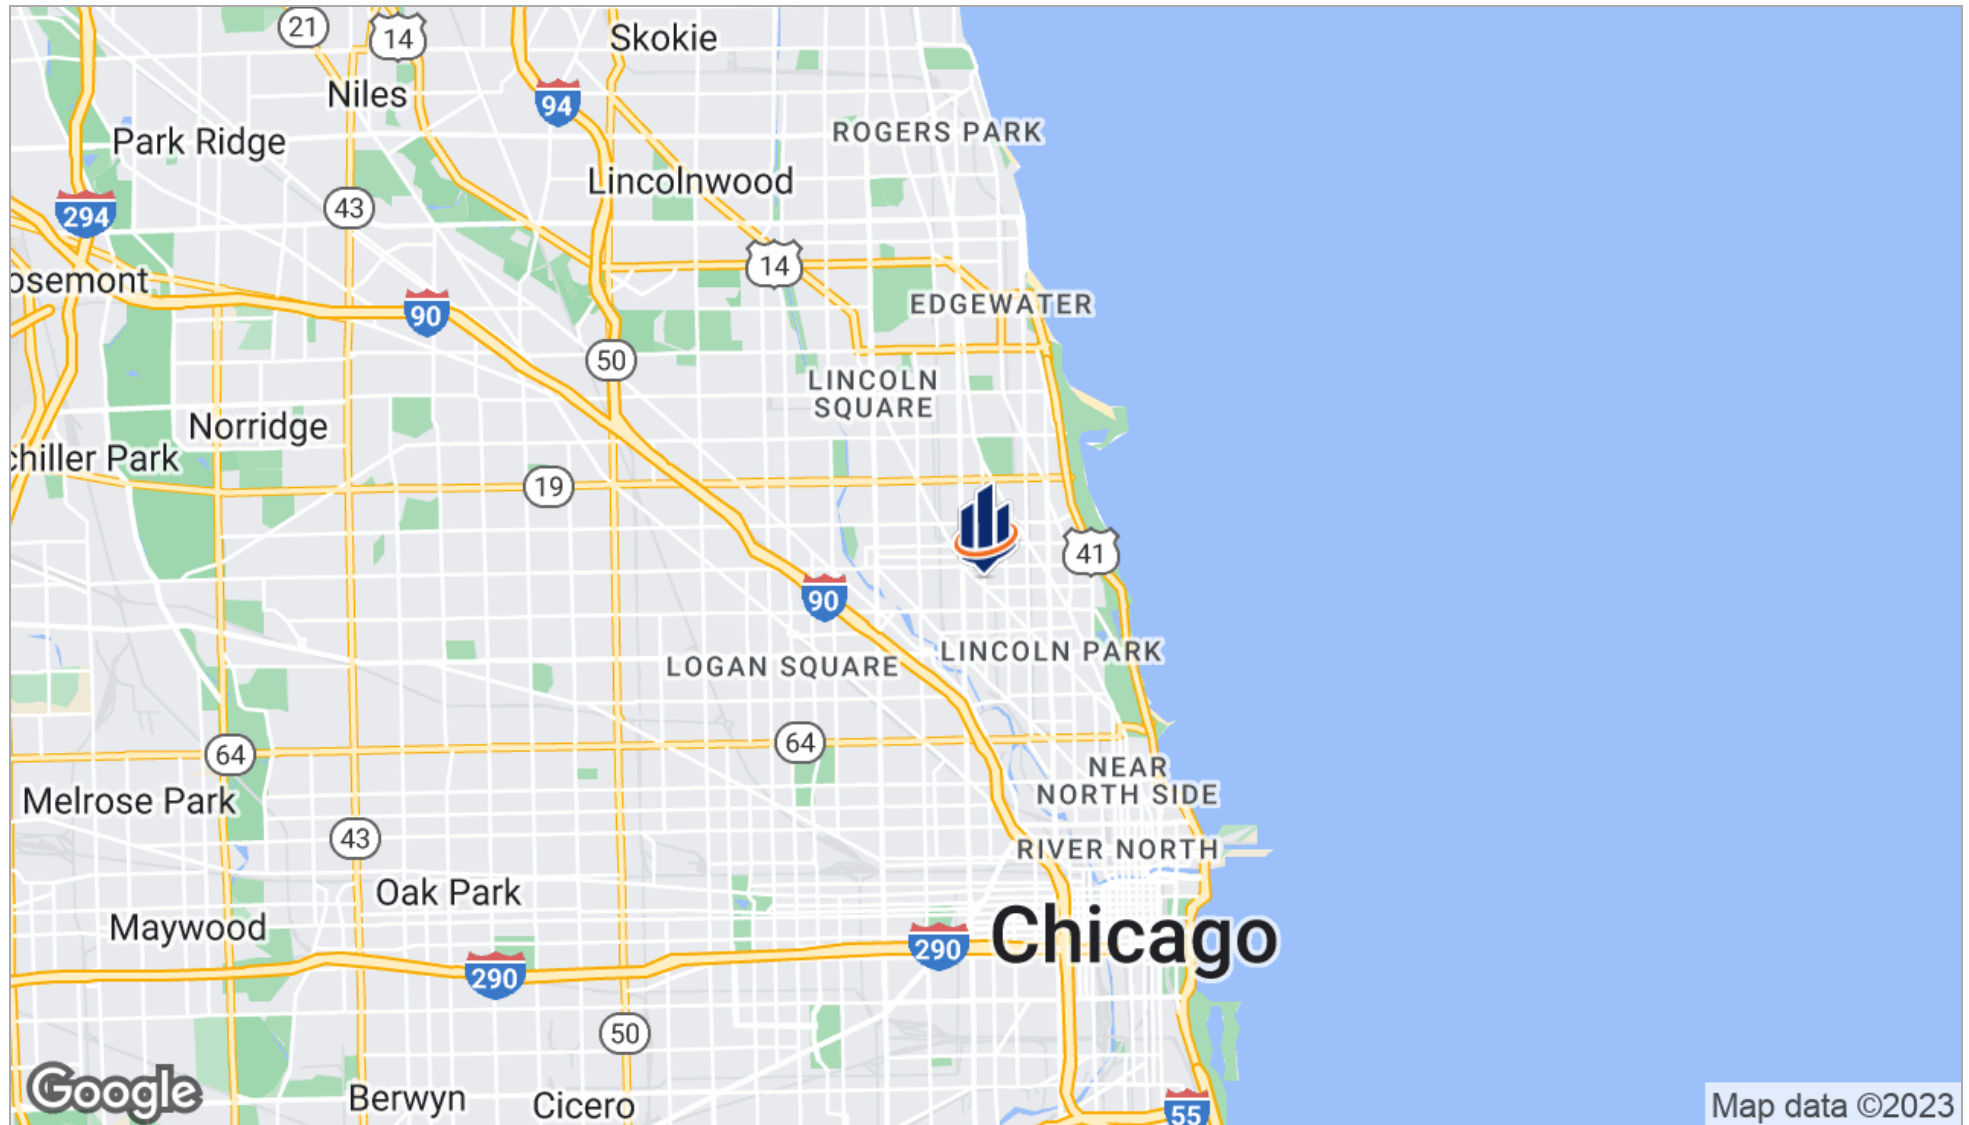 21
14
Skokie
94
Niles
ROGERS PARK
Park Ridge
Lincolnwood
43
294
14
osemont
EDGEWATER
90
50
LINCOLN
SQUARE
Norridge
chiller Park
19
41
90
LINCOLN PARK
LOGAN SQUARE
64
64
NEAR
NORTH SIDE
Melrose Park
43
RIVER NORTH
Oak Park
Maywood
Chicago
290
290
50
Google
Berwyn
Cicero
55
Map data ©2023